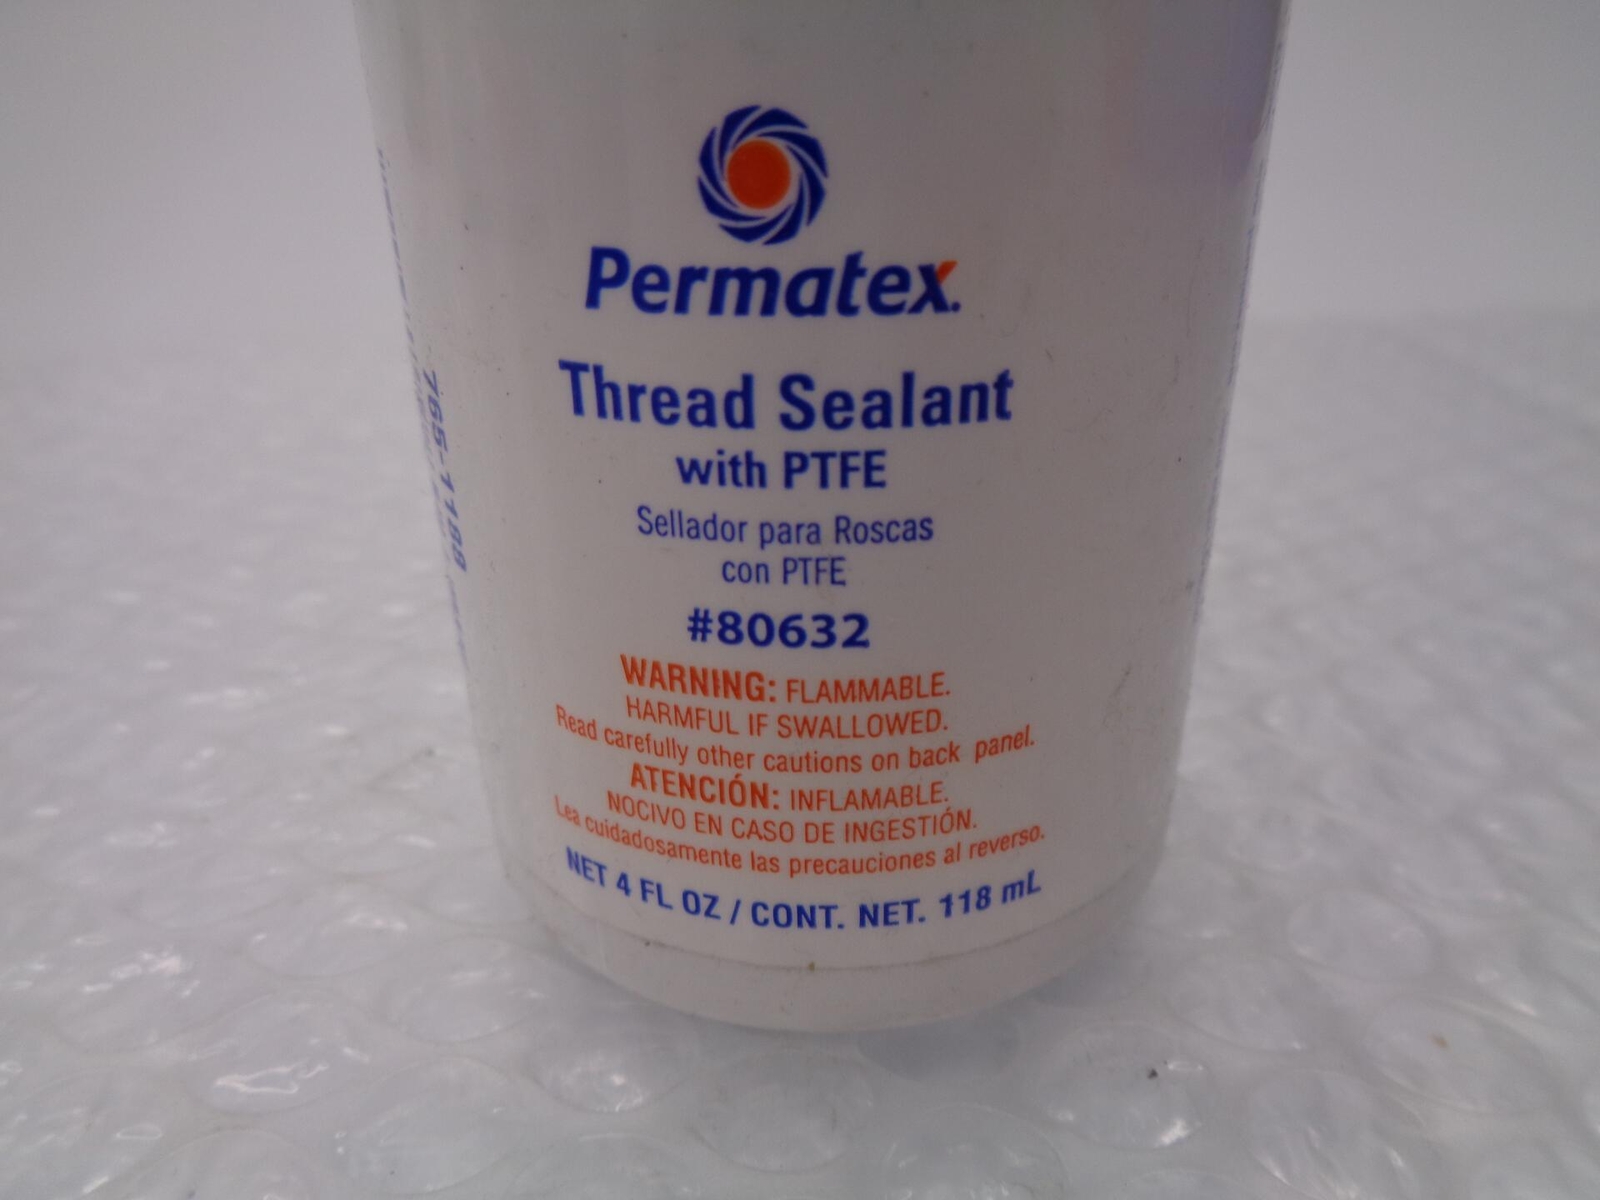 Permatex.
Thread Sealant
with PTFE
Sellador para Roscas
con PTFE
#80632
WARNING: FLAMMABLE.
HARMFUL IF SWALLOWED.
Read carefully other cautions on back panel.
ATENCIÓN: INFLAMABLE.
NOCIVO EN CASO DE INGESTIÓN.
Lea cuidadosamente las precauciones al reverso.
NET 4 FL OZ / CONT. NET. 118 mL
765-1188